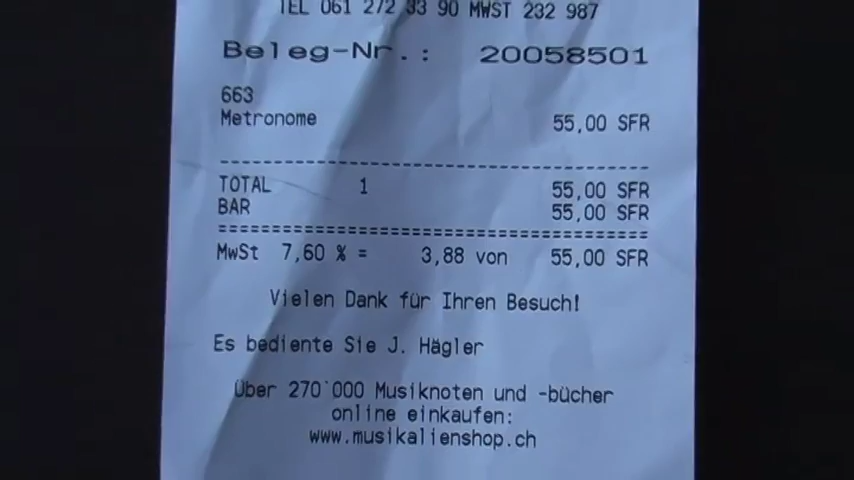 TEL 061 272 33 90 MWST 232 987
Beleg-Nr.: 20058501
663
Metronome 55,00 SFR
--------------------------------------------
TOTAL 1 55,00 SFR
BAR 55,00 SFR
============================================
MwSt 7,60 % = 3,88 von 55,00 SFR
Vielen Dank für Ihren Besuch!
Es bediente Sie J. Hägler
Über 270`000 Musiknoten und -bücher
online einkaufen:
www.musikalienshop.ch